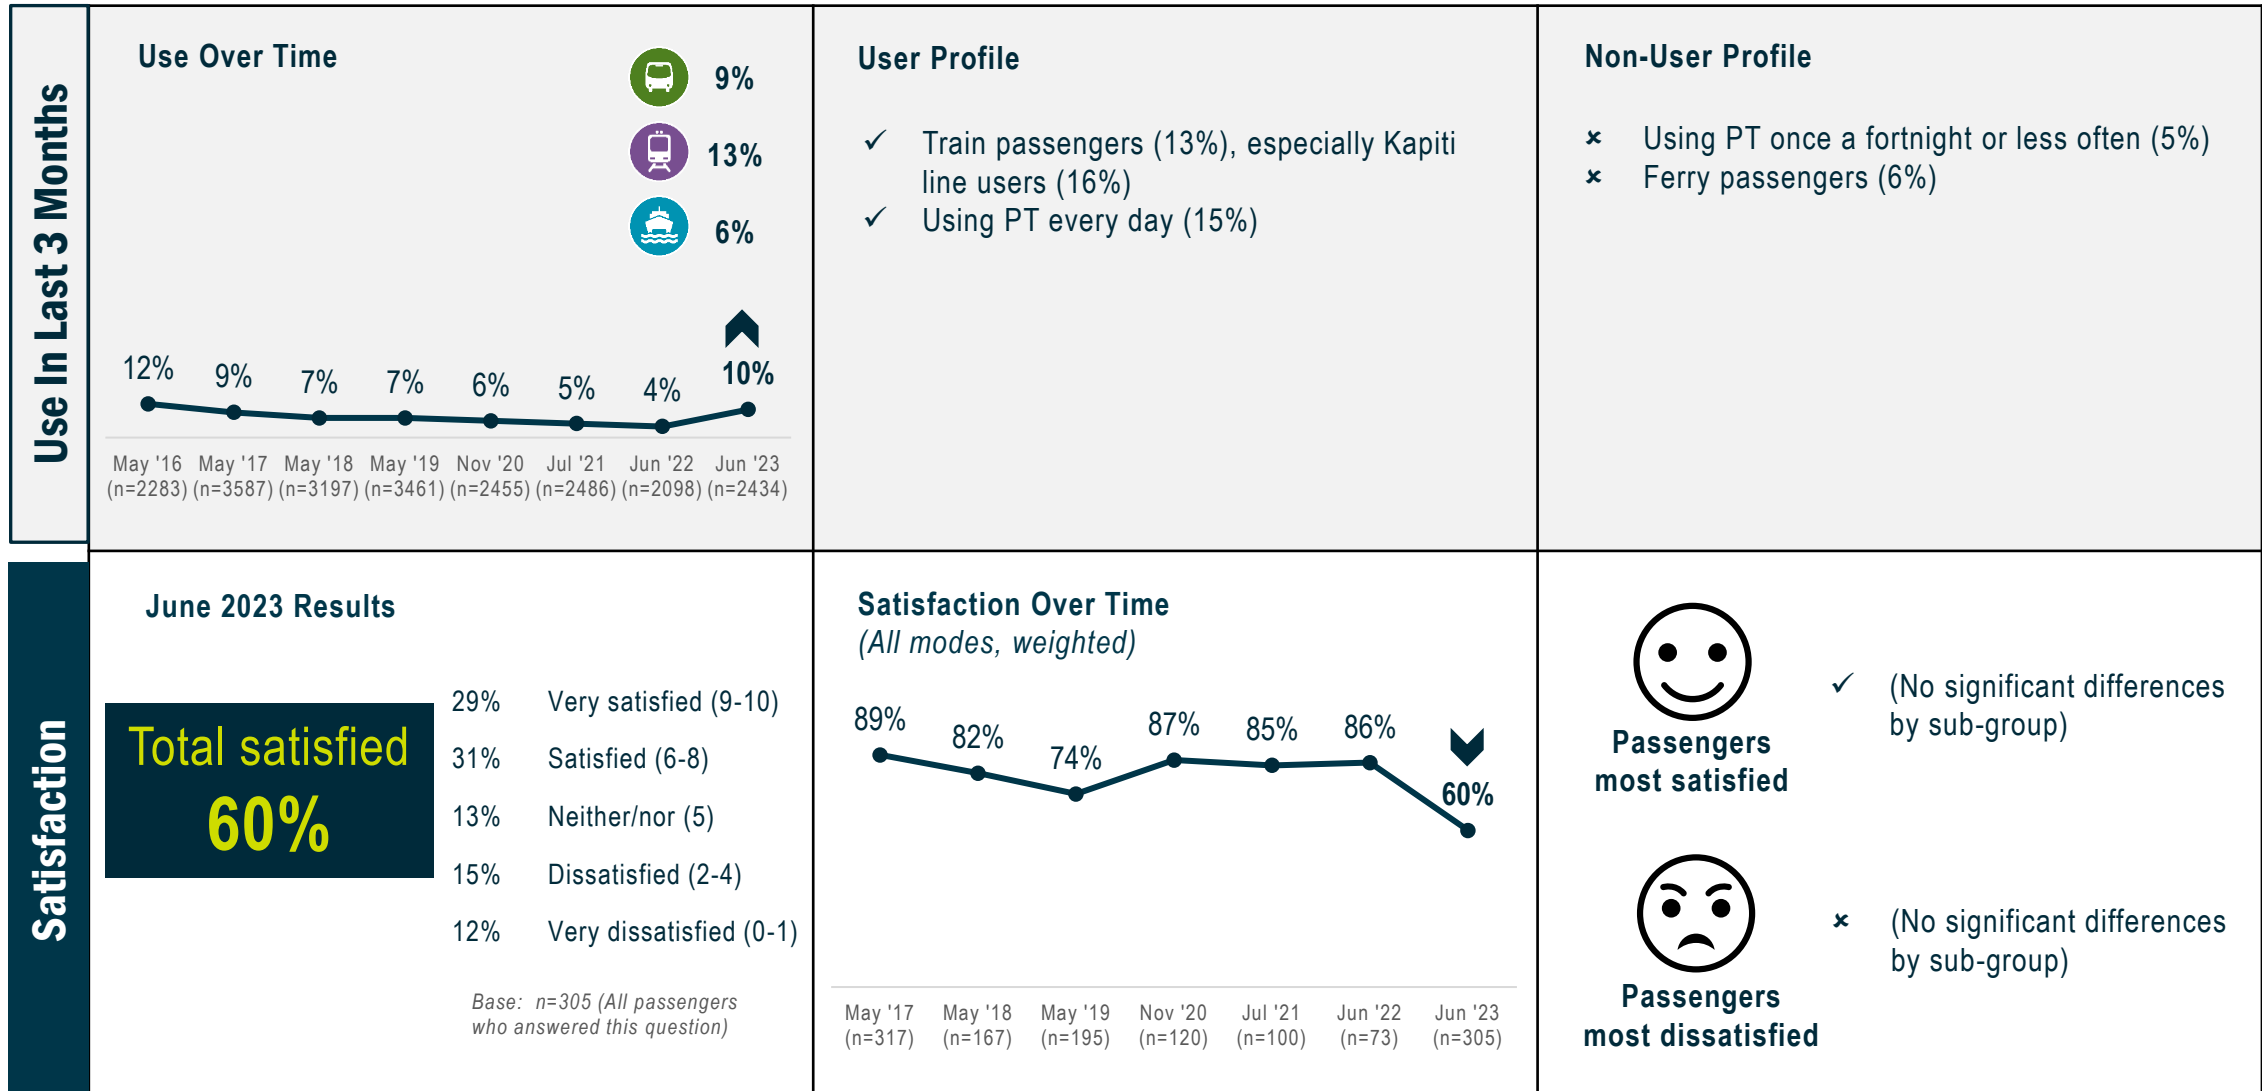 Use In Last 3 Months
Use Over Time
9%
13%
6%
12%
9%
7%
7%
6%
5%
4%
10%
May '16 May '17 May '18 May '19 Nov '20 Jul '21 Jun '22 Jun '23
(n=2283) (n=3587) (n=3197) (n=3461) (n=2455) (n=2486) (n=2098) (n=2434)
User Profile
✓ Train passengers (13%), especially Kapiti
line users (16%)
✓ Using PT every day (15%)
Non-User Profile
× Using PT once a fortnight or less often (5%)
× Ferry passengers (6%)
Satisfaction
June 2023 Results
Total satisfied
60%
29% Very satisfied (9-10)
31% Satisfied (6-8)
13% Neither/nor (5)
15% Dissatisfied (2-4)
12% Very dissatisfied (0-1)
Base: n=305 (All passengers
who answered this question)
Satisfaction Over Time
(All modes, weighted)
89%
82%
74%
87%
85%
86%
60%
May '17 May '18 May '19 Nov '20 Jul '21 Jun '22 Jun '23
(n=317) (n=167) (n=195) (n=120) (n=100) (n=73) (n=305)
Passengers
most satisfied
✓ (No significant differences
by sub-group)
Passengers
most dissatisfied
× (No significant differences
by sub-group)